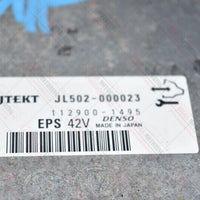 JTEKT JL502-000023
112900-1495
EPS 42V DENSO
MADE IN JAPAN